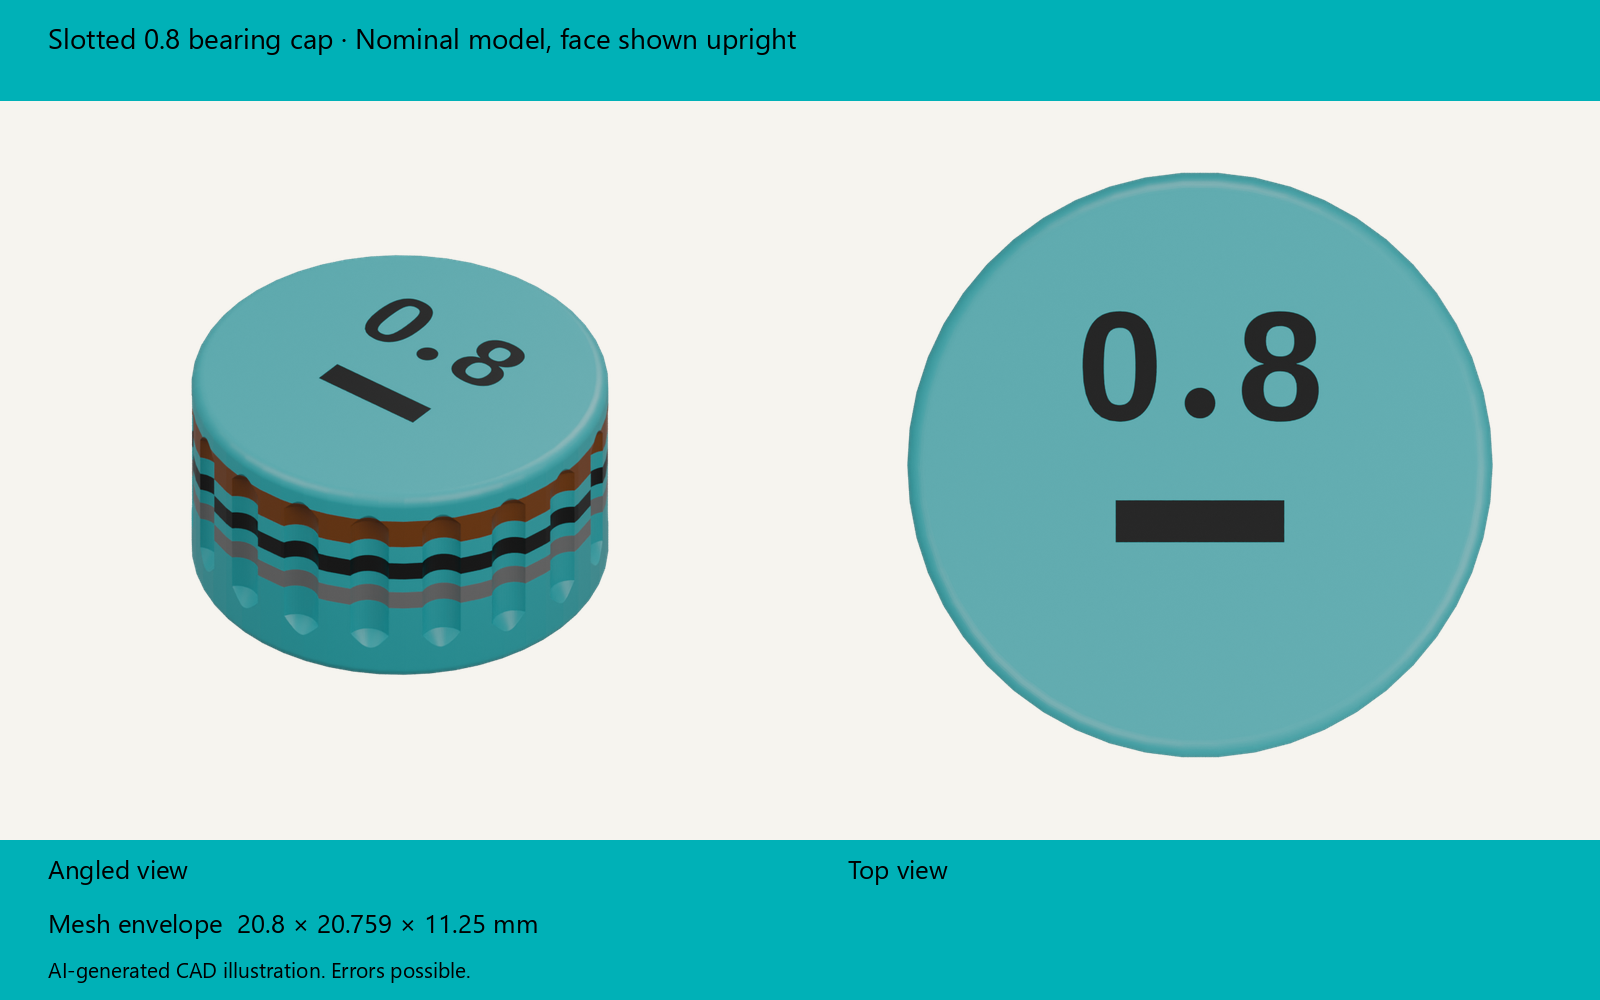 Slotted 0.8 bearing cap · Nominal model, face shown upright
0.8
0.8
Angled view
Top view
Mesh envelope 20.8 × 20.759 × 11.25 mm
AI-generated CAD illustration. Errors possible.